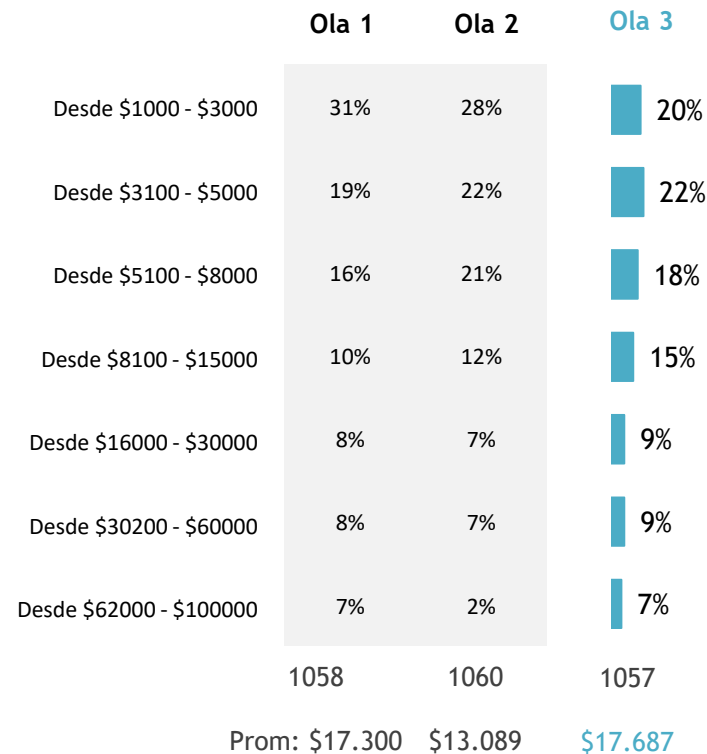 Ola 1 Ola 2 Ola 3
Desde $1000 - $3000 31% 28% 20%
Desde $3100 - $5000 19% 22% 22%
Desde $5100 - $8000 16% 21% 18%
Desde $8100 - $15000 10% 12% 15%
Desde $16000 - $30000 8% 7% 9%
Desde $30200 - $60000 8% 7% 9%
Desde $62000 - $100000 7% 2% 7%
1058 1060 1057
Prom: $17.300 $13.089 $17.687